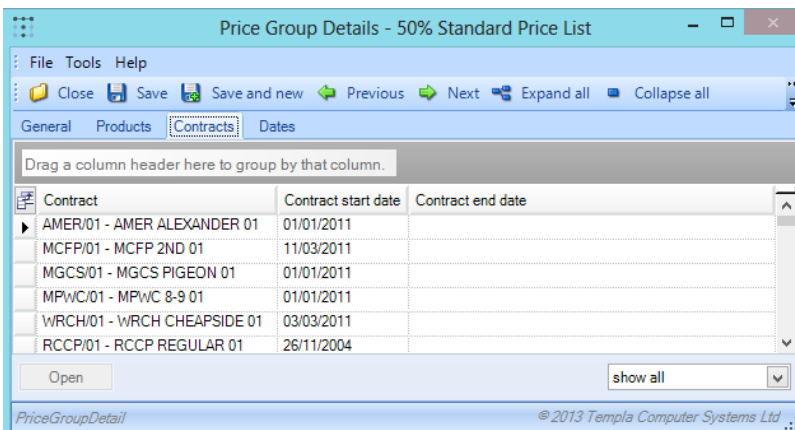 Price Group Details - 50% Standard Price List
File Tools Help
Close Save Save and new Previous Next Expand all Collapse all
General Products Contracts Dates
Drag a column header here to group by that column.
Contract Contract start date Contract end date
AMER/01 - AMER ALEXANDER 01 01/01/2011
MCFP/01 - MCFP 2ND 01 11/03/2011
MGCS/01 - MGCS PIGEON 01 01/01/2011
MPWC/01 - MPWC 8-9 01 01/01/2011
WRCH/01 - WRCH CHEAPSIDE 01 03/03/2011
RCCP/01 - RCCP REGULAR 01 26/11/2004
Open show all
PriceGroupDetail © 2013 Templa Computer Systems Ltd